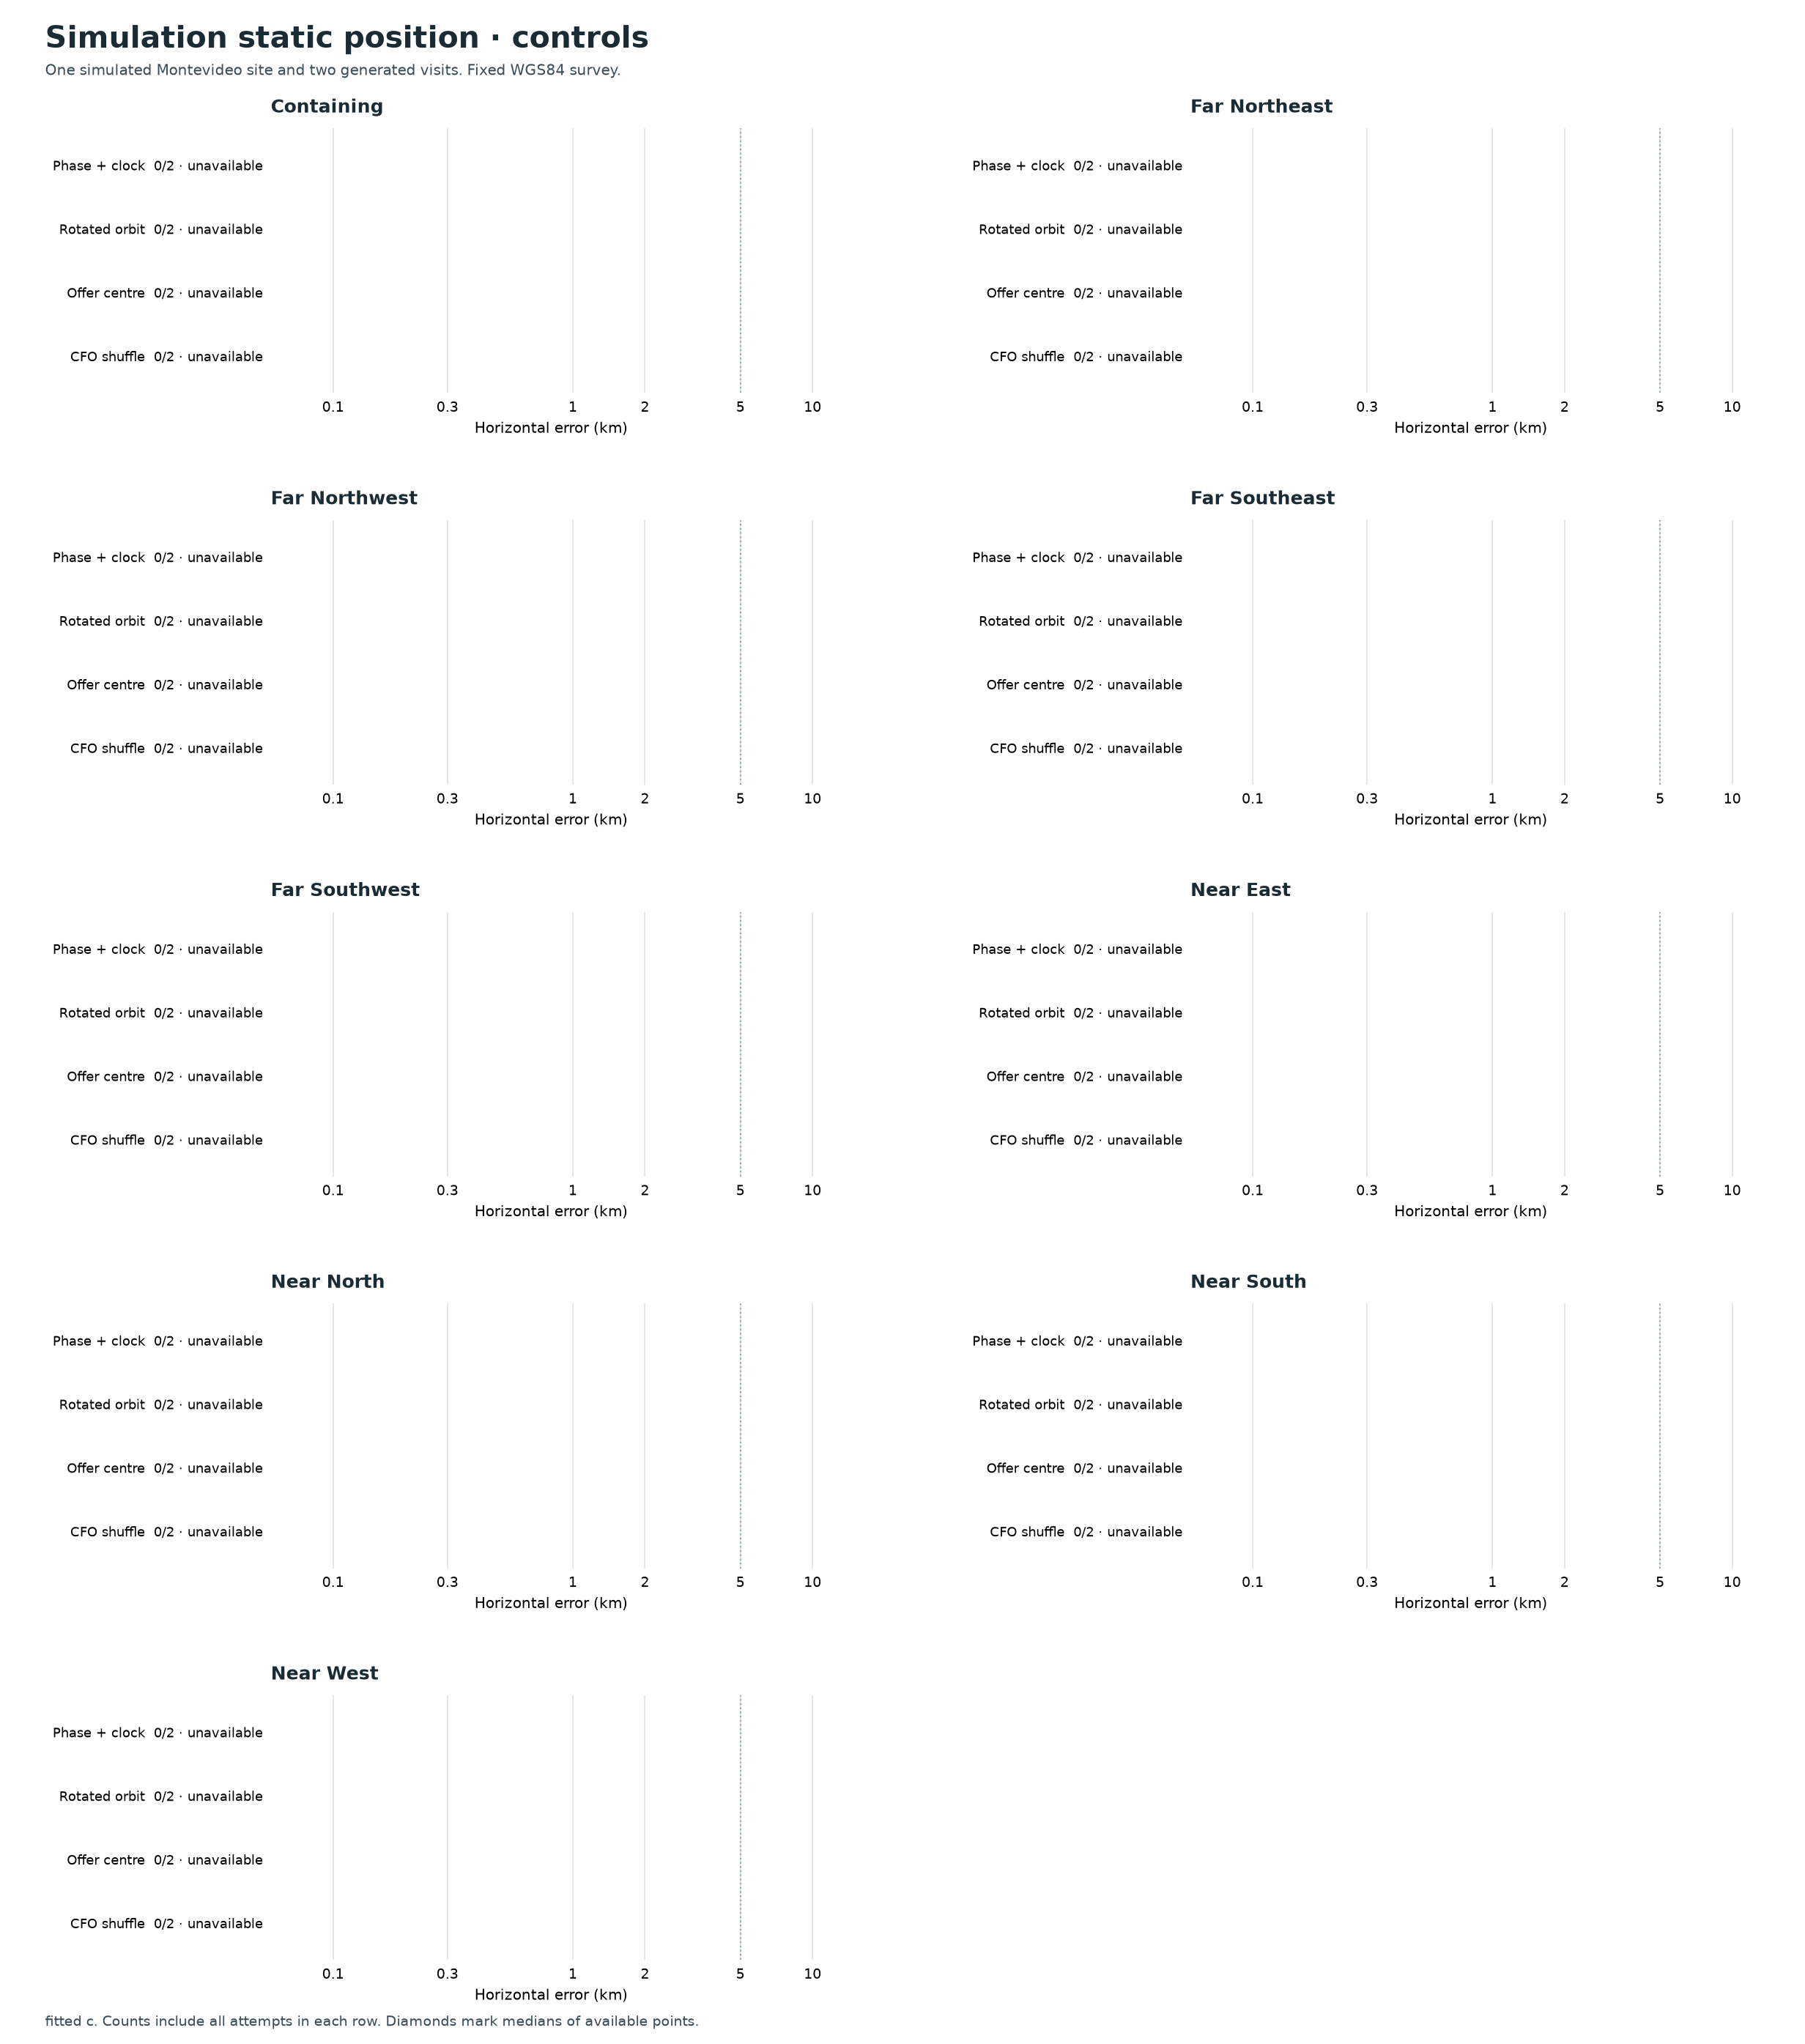 Simulation static position · controls
One simulated Montevideo site and two generated visits. Fixed WGS84 survey.
Containing
Phase + clock 0/2 · unavailable
Rotated orbit 0/2 · unavailable
Offer centre 0/2 · unavailable
CFO shuffle 0/2 · unavailable
0.1 0.3 1 2 5 10
Horizontal error (km)
Far Northeast
Phase + clock 0/2 · unavailable
Rotated orbit 0/2 · unavailable
Offer centre 0/2 · unavailable
CFO shuffle 0/2 · unavailable
0.1 0.3 1 2 5 10
Horizontal error (km)
Far Northwest
Phase + clock 0/2 · unavailable
Rotated orbit 0/2 · unavailable
Offer centre 0/2 · unavailable
CFO shuffle 0/2 · unavailable
0.1 0.3 1 2 5 10
Horizontal error (km)
Far Southeast
Phase + clock 0/2 · unavailable
Rotated orbit 0/2 · unavailable
Offer centre 0/2 · unavailable
CFO shuffle 0/2 · unavailable
0.1 0.3 1 2 5 10
Horizontal error (km)
Far Southwest
Phase + clock 0/2 · unavailable
Rotated orbit 0/2 · unavailable
Offer centre 0/2 · unavailable
CFO shuffle 0/2 · unavailable
0.1 0.3 1 2 5 10
Horizontal error (km)
Near East
Phase + clock 0/2 · unavailable
Rotated orbit 0/2 · unavailable
Offer centre 0/2 · unavailable
CFO shuffle 0/2 · unavailable
0.1 0.3 1 2 5 10
Horizontal error (km)
Near North
Phase + clock 0/2 · unavailable
Rotated orbit 0/2 · unavailable
Offer centre 0/2 · unavailable
CFO shuffle 0/2 · unavailable
0.1 0.3 1 2 5 10
Horizontal error (km)
Near South
Phase + clock 0/2 · unavailable
Rotated orbit 0/2 · unavailable
Offer centre 0/2 · unavailable
CFO shuffle 0/2 · unavailable
0.1 0.3 1 2 5 10
Horizontal error (km)
Near West
Phase + clock 0/2 · unavailable
Rotated orbit 0/2 · unavailable
Offer centre 0/2 · unavailable
CFO shuffle 0/2 · unavailable
0.1 0.3 1 2 5 10
Horizontal error (km)
fitted c. Counts include all attempts in each row. Diamonds mark medians of available points.